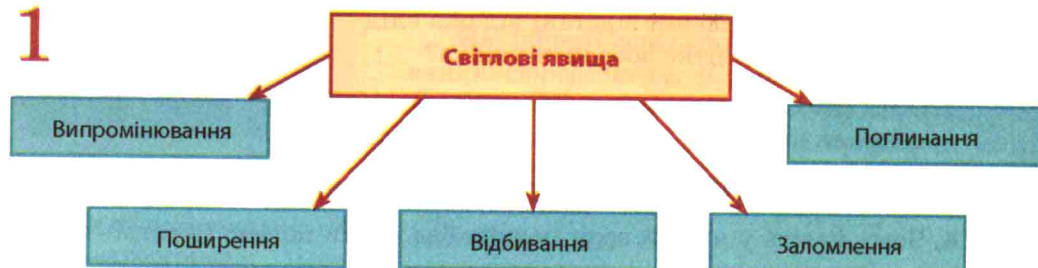 1
Світлові явища
Випромінювання
Поглинання
Поширення
Відбивання
Заломлення